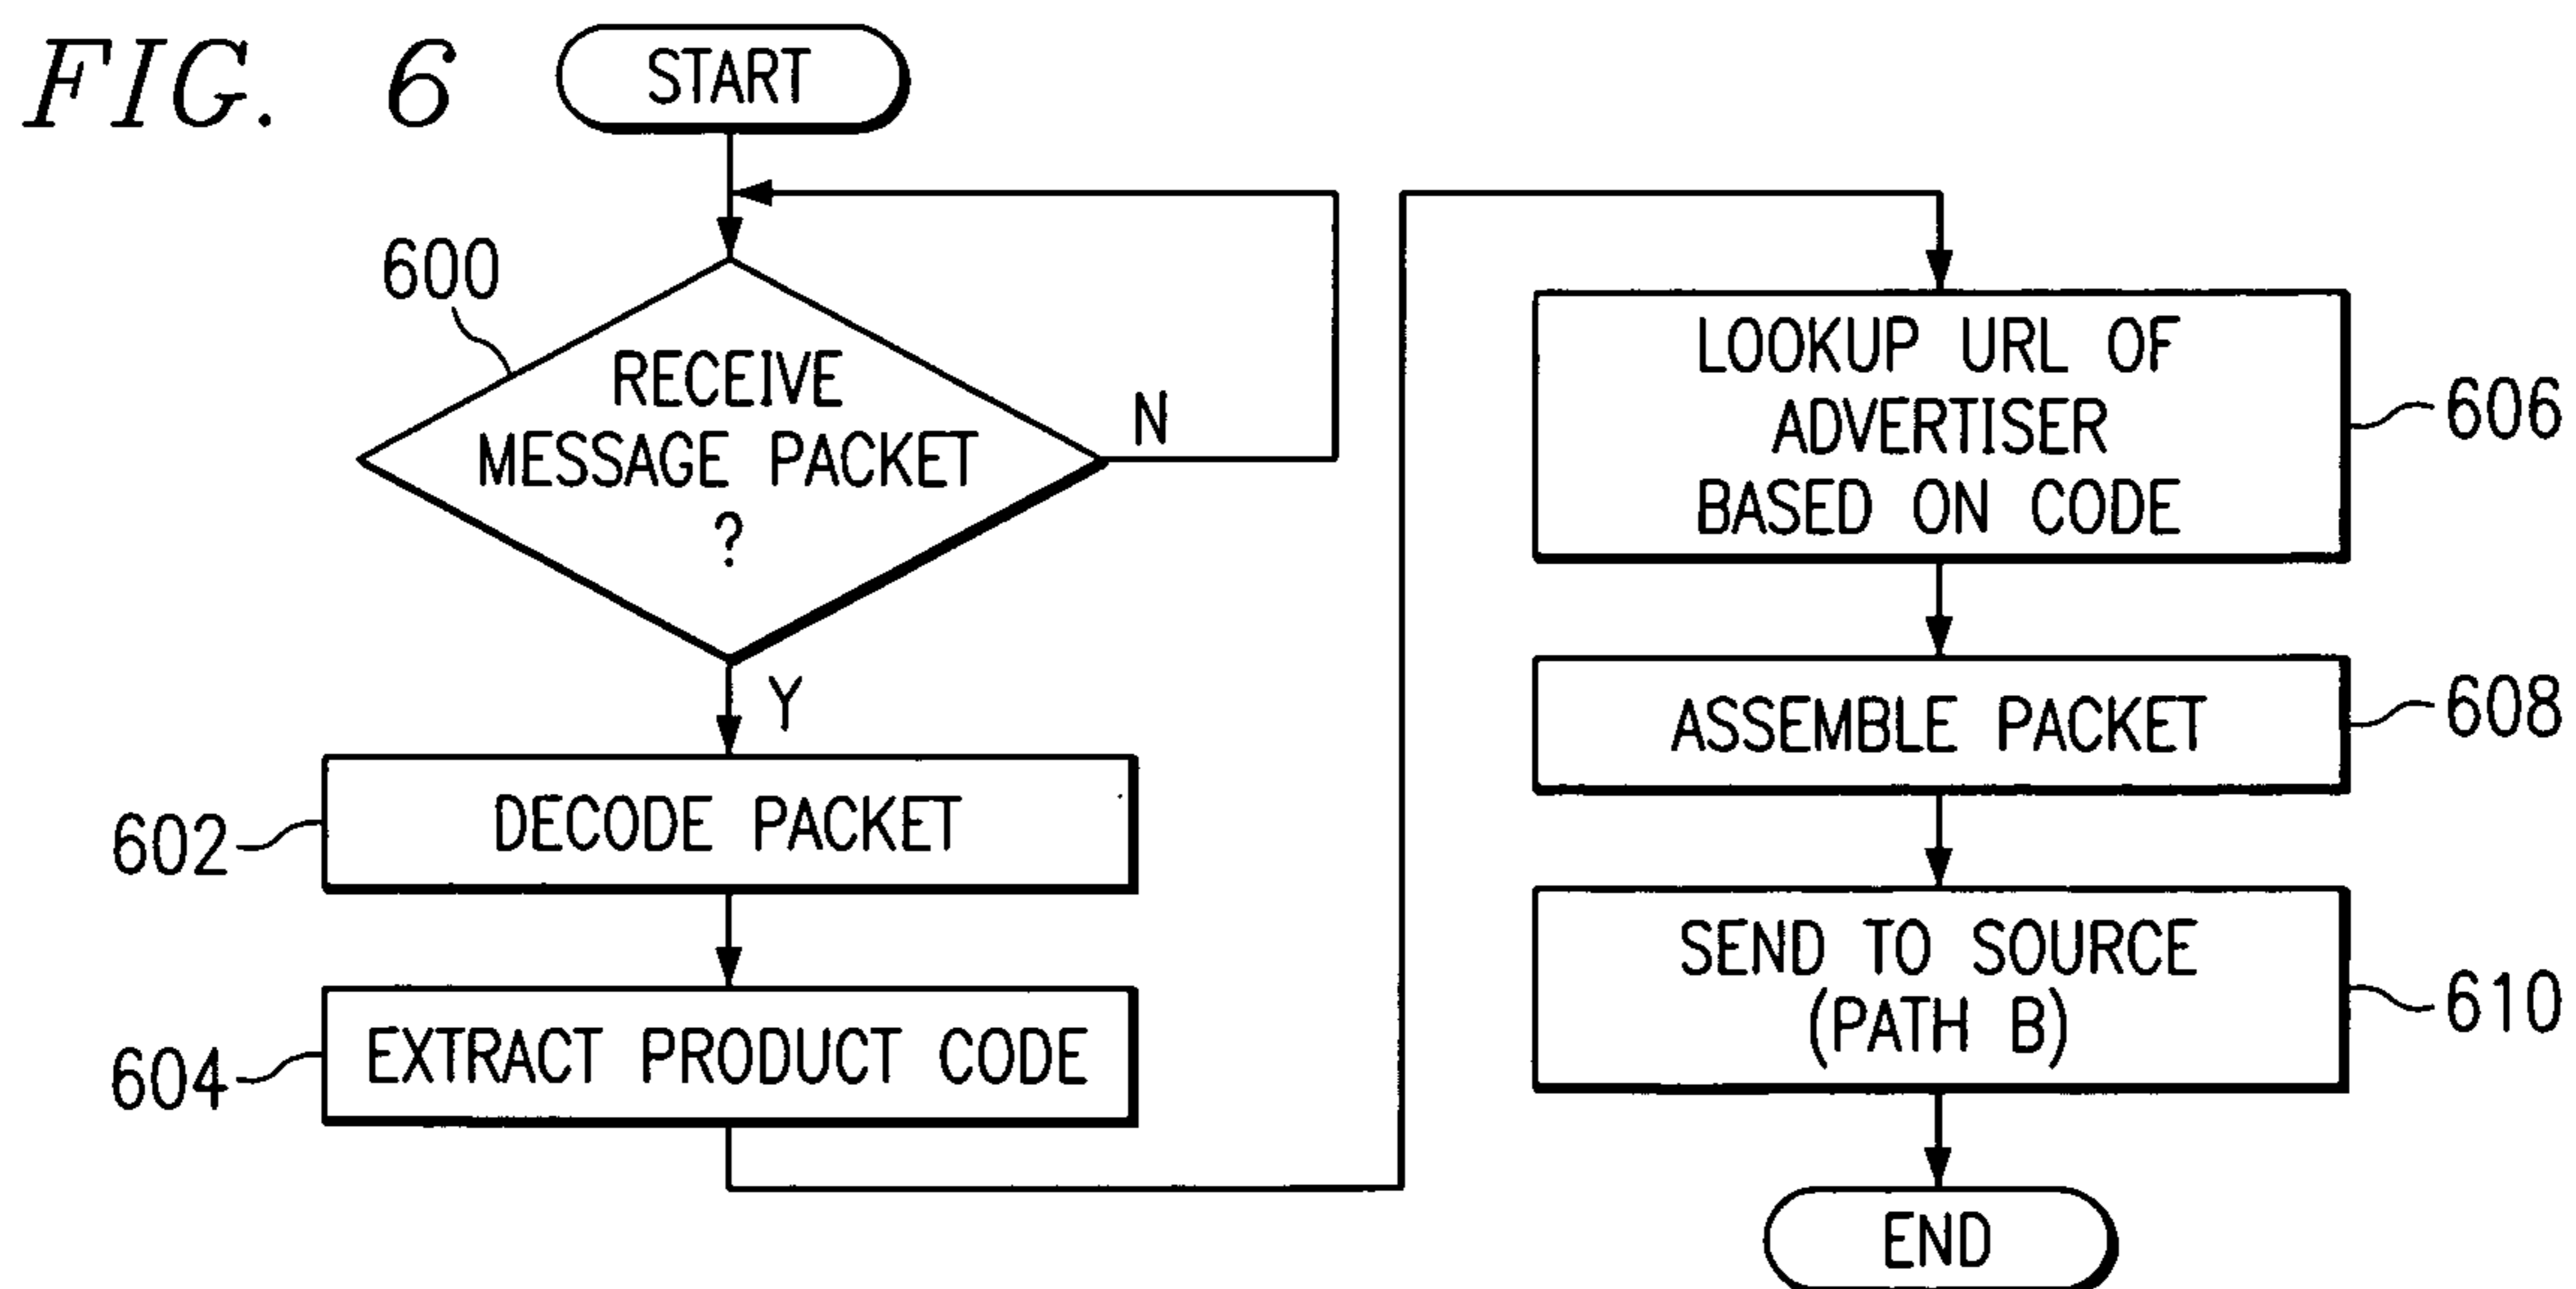 FIG. 6
START
600
RECEIVE
MESSAGE PACKET
?
N
Y
602
DECODE PACKET
604
EXTRACT PRODUCT CODE
LOOKUP URL OF
ADVERTISER
BASED ON CODE
606
ASSEMBLE PACKET
608
SEND TO SOURCE
(PATH B)
610
END